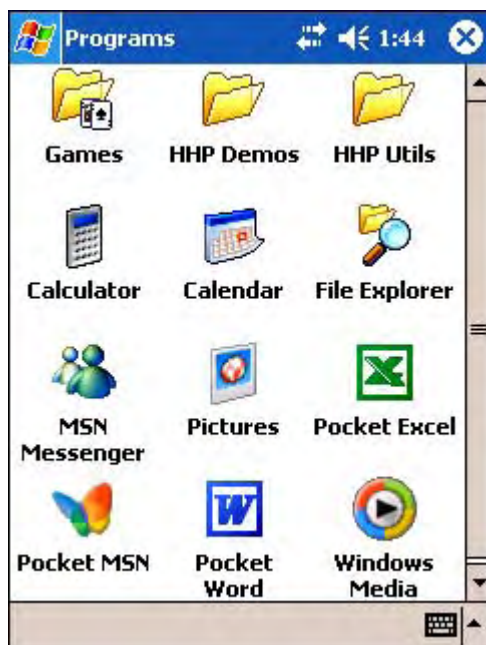 Programs 1:44
Games HHP Demos HHP Utils
Calculator Calendar File Explorer
MSN Messenger
Pictures
Pocket Excel
Pocket MSN
Pocket Word
Windows Media